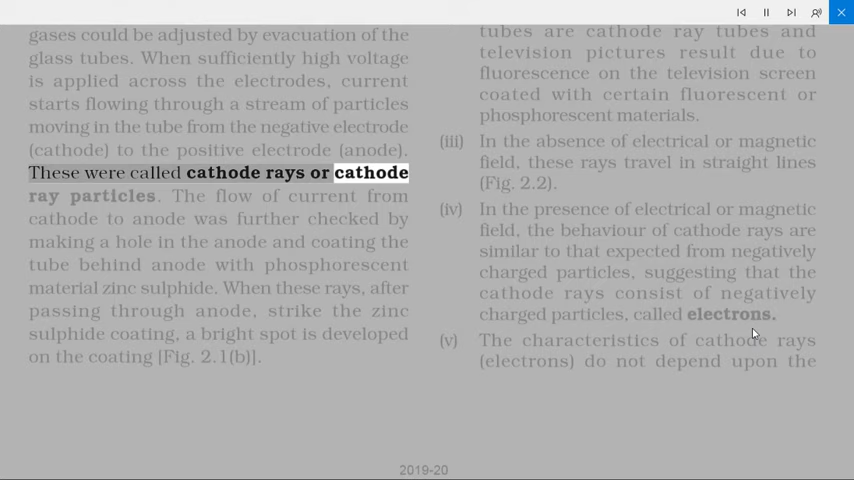 gases could be adjusted by evacuation of the
glass tubes. When sufficiently high voltage
is applied across the electrodes, current
starts flowing through a stream of particles
moving in the tube from the negative electrode
(cathode) to the positive electrode (anode).
These were called cathode rays or cathode
ray particles. The flow of current from
cathode to anode was further checked by
making a hole in the anode and coating the
tube behind anode with phosphorescent
material zinc sulphide. When these rays, after
passing through anode, strike the zinc
sulphide coating, a bright spot is developed
on the coating [Fig. 2.1(b)].
tubes are cathode ray tubes and
television pictures result due to
fluorescence on the television screen
coated with certain fluorescent or
phosphorescent materials.
(iii) In the absence of electrical or magnetic
field, these rays travel in straight lines
(Fig. 2.2).
(iv) In the presence of electrical or magnetic
field, the behaviour of cathode rays are
similar to that expected from negatively
charged particles, suggesting that the
cathode rays consist of negatively
charged particles, called electrons.
(v) The characteristics of cathode rays
(electrons) do not depend upon the
2019-20